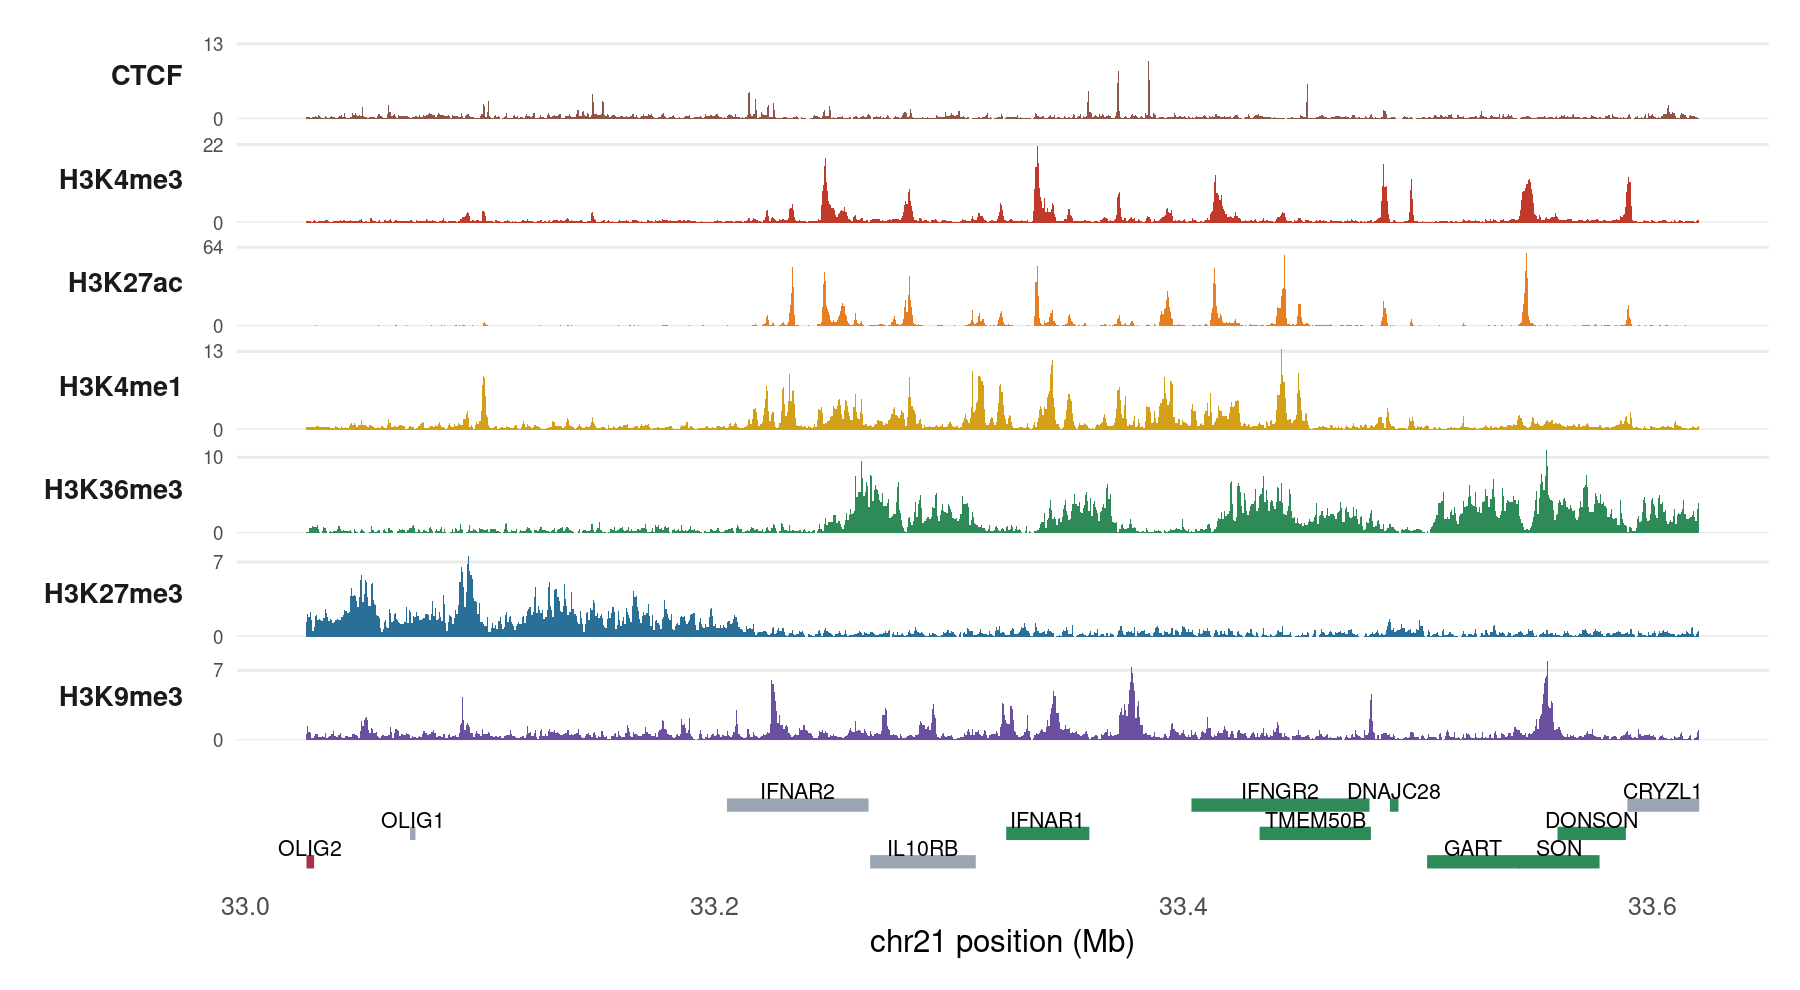 CTCF
13
0
H3K4me3
22
0
H3K27ac
64
0
H3K4me1
13
0
H3K36me3
10
0
H3K27me3
7
0
H3K9me3
7
0
IFNAR2 IFNGR2 DNAJC28 CRYZL1
OLIG1 IFNAR1 TMEM50B DONSON
OLIG2 IL10RB GART SON
33.0 33.2 33.4 33.6
chr21 position (Mb)